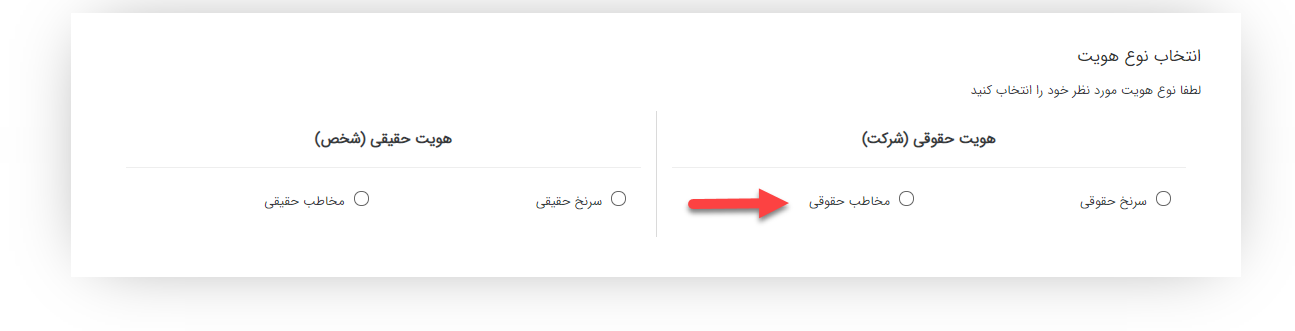 انتخاب نوع هویت
لطفا نوع هویت مورد نظر خود را انتخاب کنید
هویت حقوقی (شرکت)
سرنخ حقوقی
مخاطب حقوقی
هویت حقیقی (شخص)
سرنخ حقیقی
مخاطب حقیقی